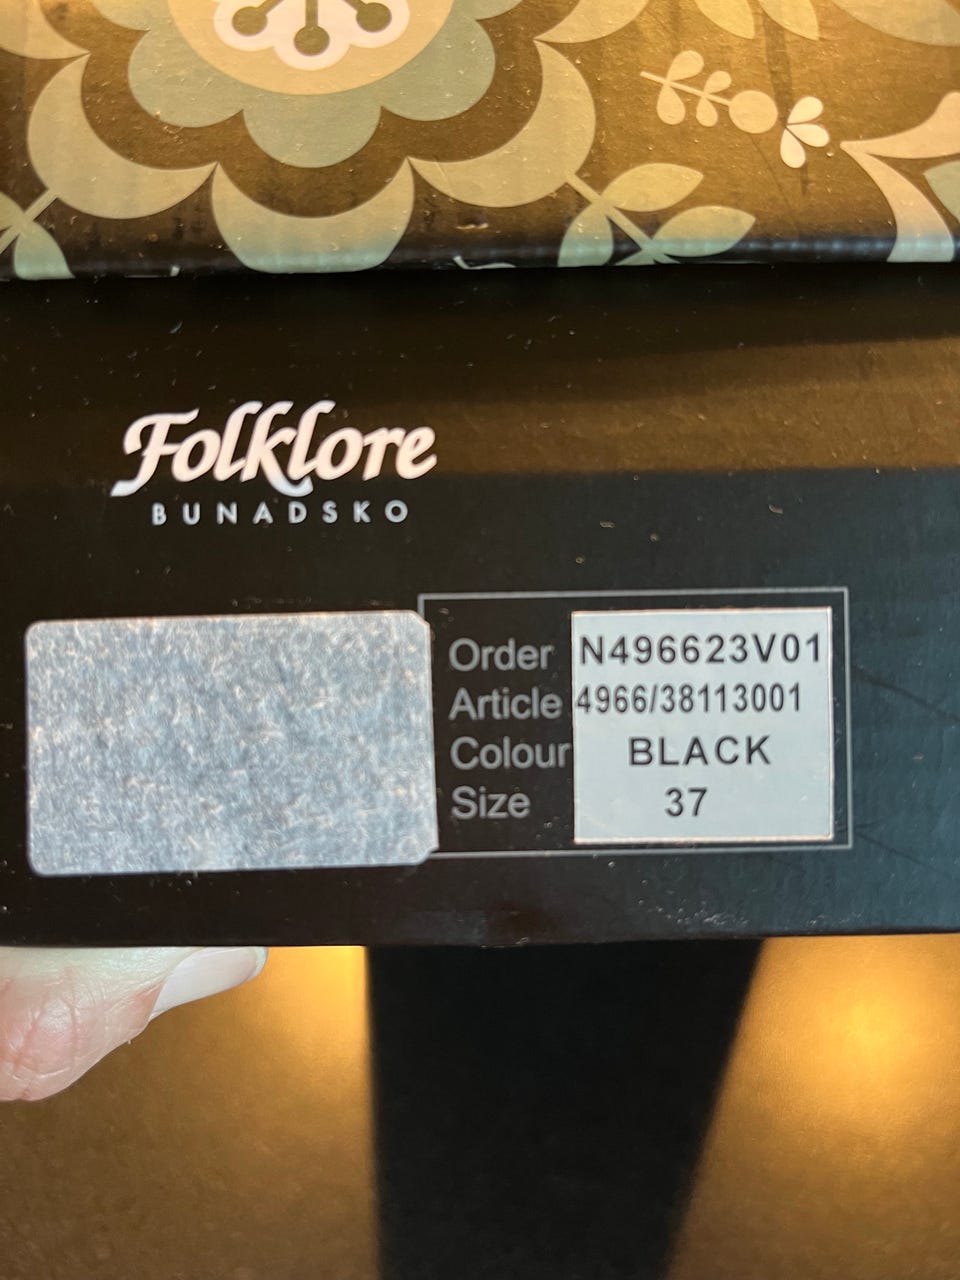 Folklore
BUNADSKO
Order N496623V01
Article 4966/38113001
Colour BLACK
Size 37